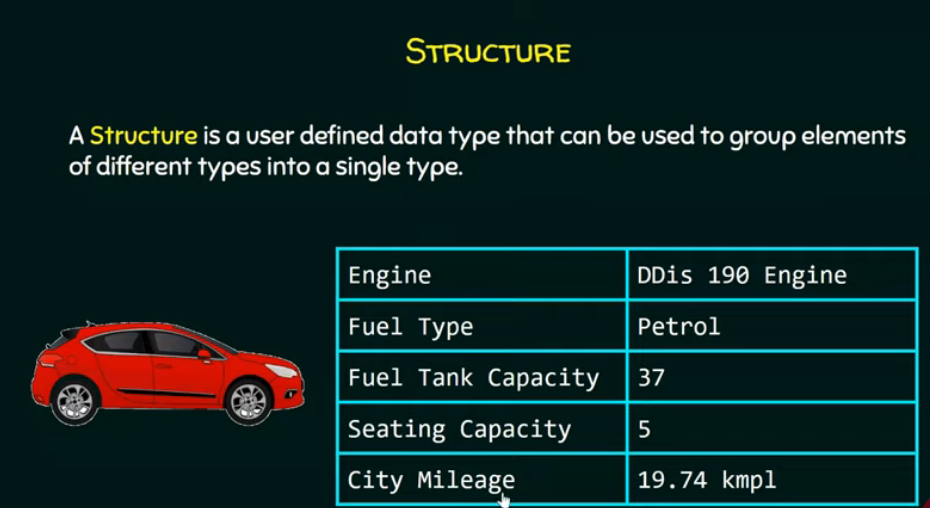 Structure
A Structure is a user defined data type that can be used to group elements
of different types into a single type.
Engine DDis 190 Engine
Fuel Type Petrol
Fuel Tank Capacity 37
Seating Capacity 5
City Mileage 19.74 kmpl